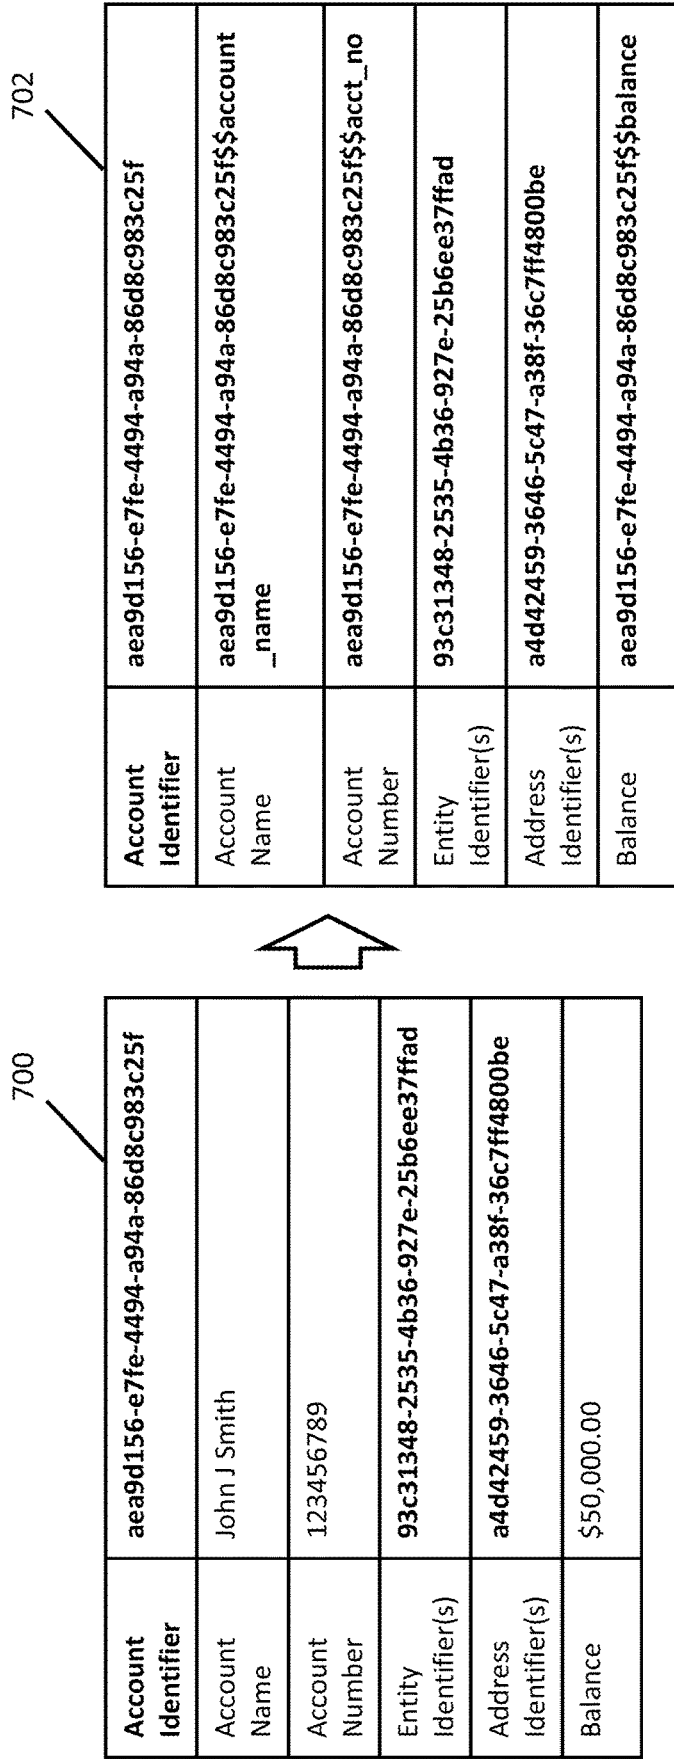 700
Account
Identifier
aea9d156-e7fe-4494-a94a-86d8c983c25f
Account
Name
John J Smith
Account
Number
123456789
Entity
Identifier(s)
93c31348-2535-4b36-927e-25b6ee37ffad
Address
Identifier(s)
a4d42459-3646-5c47-a38f-36c7ff4800be
Balance
$50,000.00
702
Account
Identifier
aea9d156-e7fe-4494-a94a-86d8c983c25f
Account
Name
aea9d156-e7fe-4494-a94a-86d8c983c25f$$account
_name
Account
Number
aea9d156-e7fe-4494-a94a-86d8c983c25f$$acct_no
Entity
Identifier(s)
93c31348-2535-4b36-927e-25b6ee37ffad
Address
Identifier(s)
a4d42459-3646-5c47-a38f-36c7ff4800be
Balance
aea9d156-e7fe-4494-a94a-86d8c983c25f$$balance